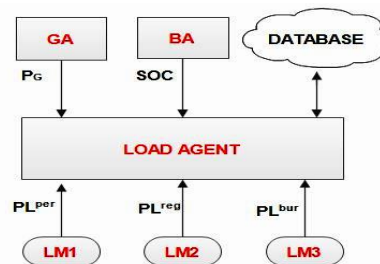 GA BA DATABASE
PG SOC
LOAD AGENT
PLper PLreg PLbur
LM1 LM2 LM3